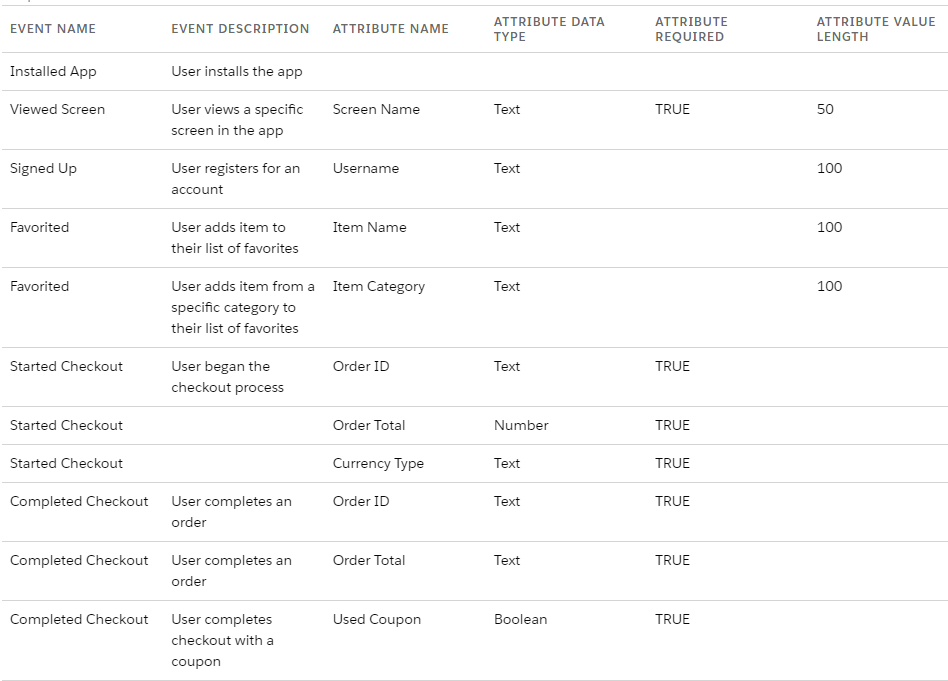 EVENT NAME EVENT DESCRIPTION ATTRIBUTE NAME ATTRIBUTE DATA TYPE ATTRIBUTE REQUIRED ATTRIBUTE VALUE LENGTH
Installed App User installs the app
Viewed Screen User views a specific screen in the app Screen Name Text TRUE 50
Signed Up User registers for an account Username Text 100
Favorited User adds item to their list of favorites Item Name Text 100
Favorited User adds item from a specific category to their list of favorites Item Category Text 100
Started Checkout User began the checkout process Order ID Text TRUE
Started Checkout Order Total Number TRUE
Started Checkout Currency Type Text TRUE
Completed Checkout User completes an order Order ID Text TRUE
Completed Checkout User completes an order Order Total Text TRUE
Completed Checkout User completes checkout with a coupon Used Coupon Boolean TRUE